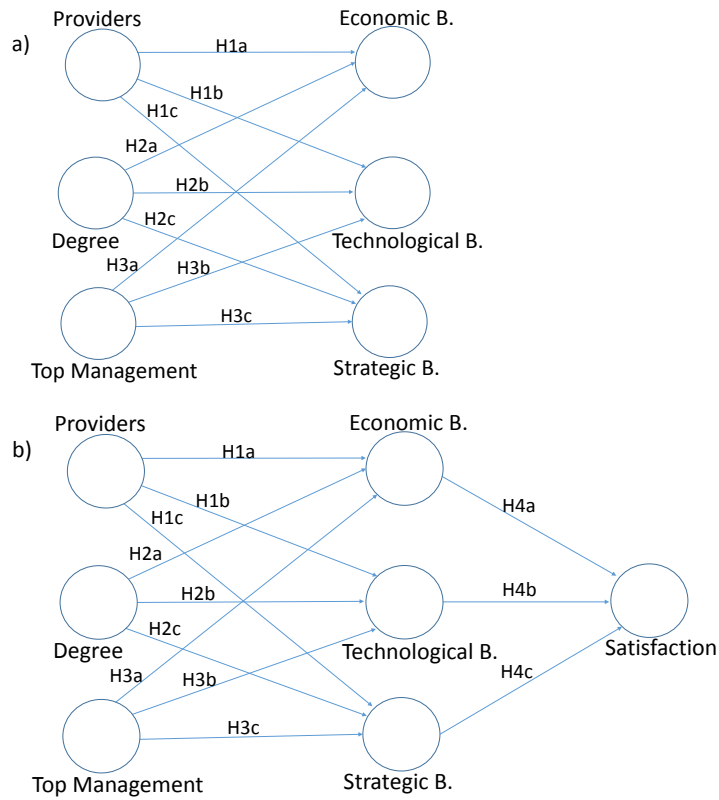 Providers
Economic B.
a)
H1a
H1b
H1c
H2a
H2b
H2c
Degree
Technological B.
H3a
H3b
H3c
Top Management
Strategic B.
Providers
Economic B.
b)
H1a
H1b
H1c
H4a
H2a
H2b
H4b
H2c
Degree
Technological B.
Satisfaction
H3a
H3b
H4c
H3c
Top Management
Strategic B.